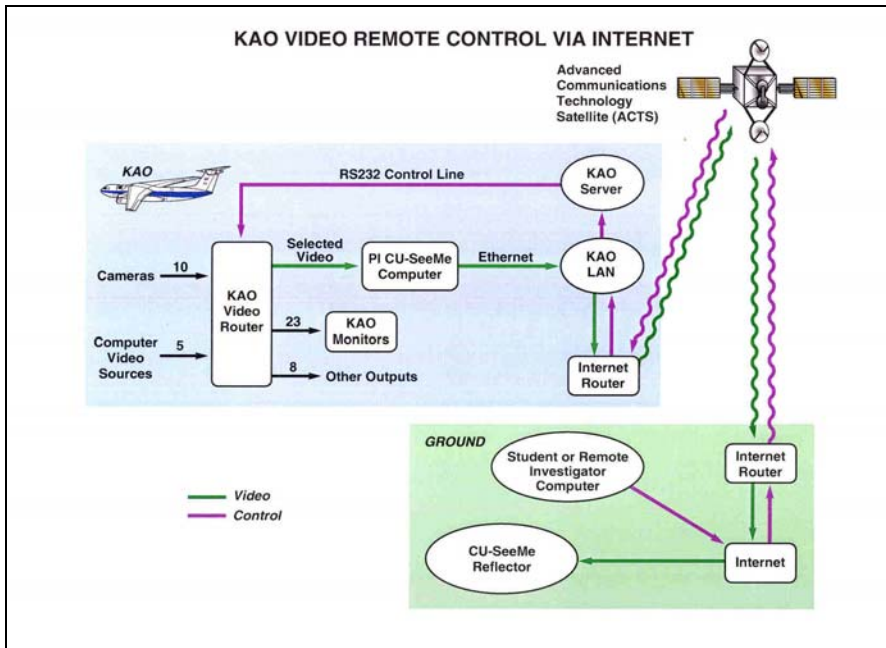 KAO VIDEO REMOTE CONTROL VIA INTERNET
Advanced
Communications
Technology
Satellite (ACTS)
KAO
RS232 Control Line
KAO
Server
Selected
Video
PI CU-SeeMe
Computer
Ethernet
KAO
LAN
Cameras
10
KAO
Video
Router
23
KAO
Monitors
Computer
Video
Sources
5
8
Other Outputs
Internet
Router
GROUND
Student or Remote
Investigator
Computer
Internet
Router
Video
Control
CU-SeeMe
Reflector
Internet